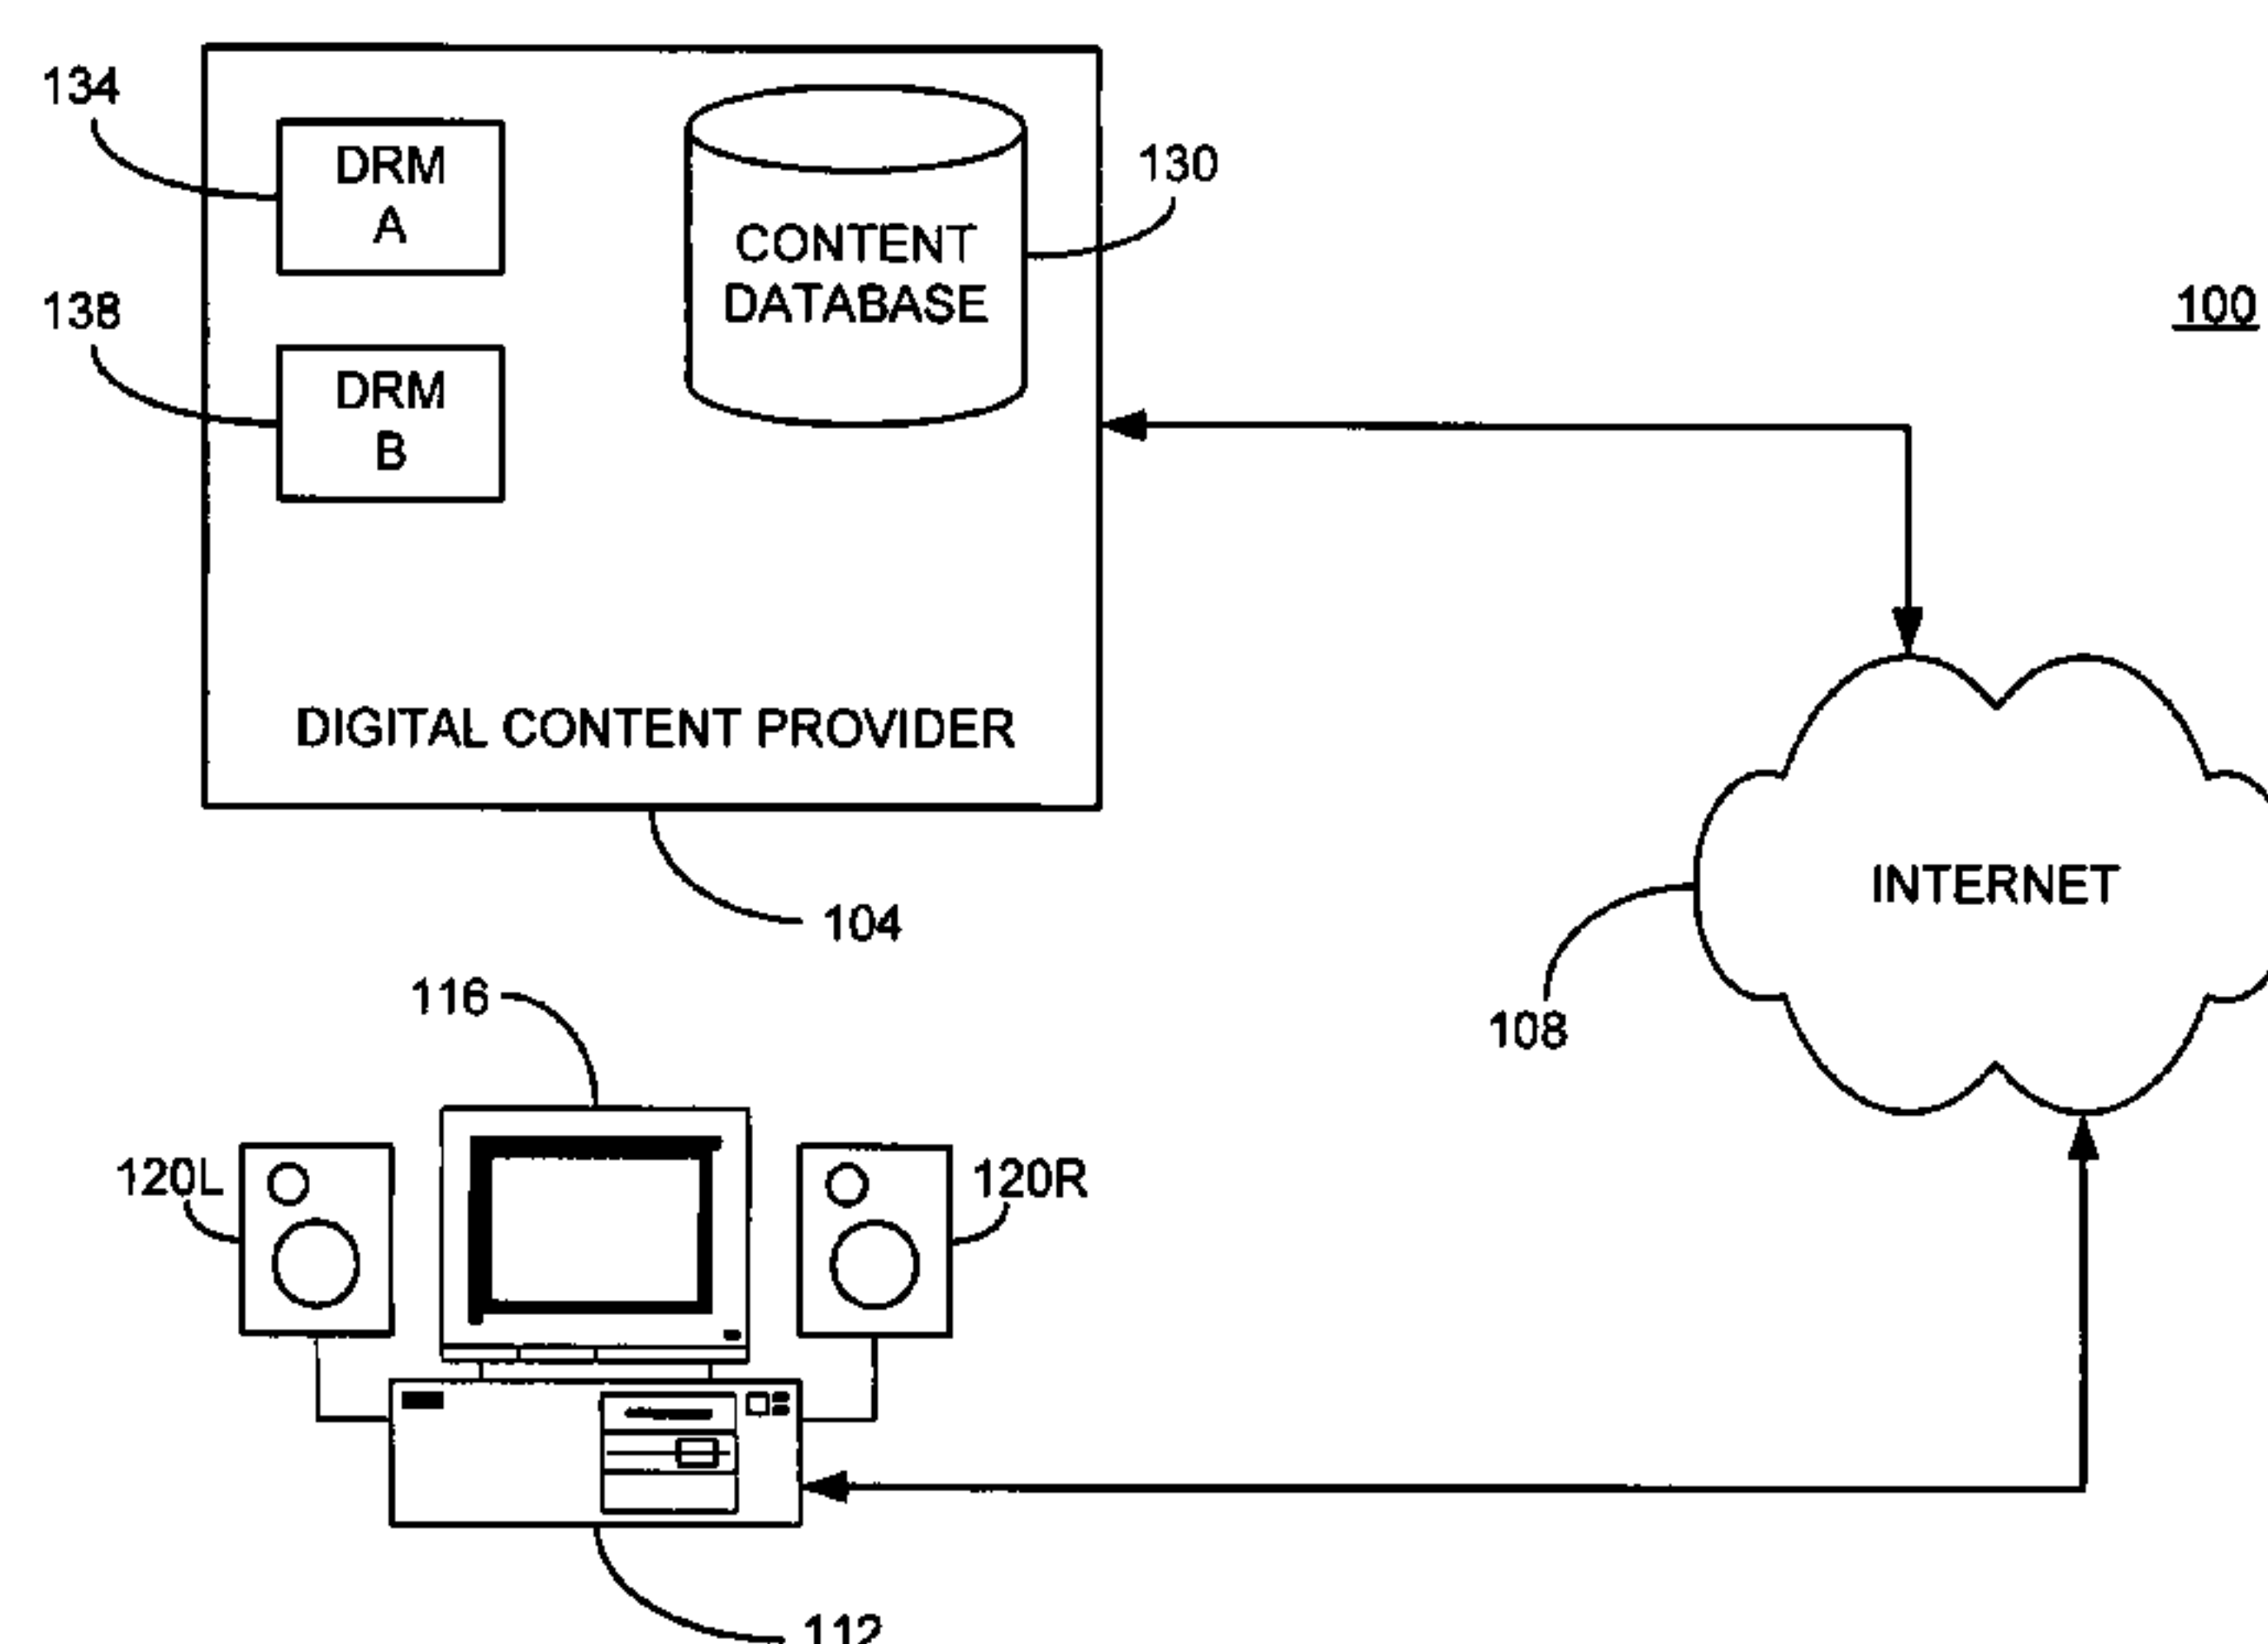 134
DRM
A
130
CONTENT
DATABASE
138
DRM
B
100
DIGITAL CONTENT PROVIDER
INTERNET
104
116
108
120L
120R
112